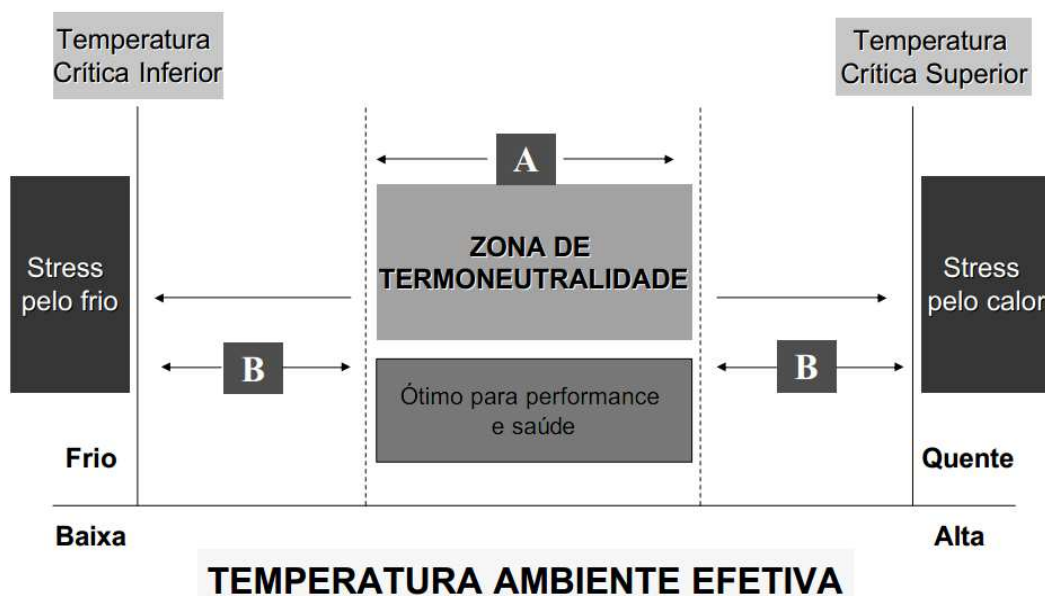 Temperatura
Crítica Inferior
Temperatura
Crítica Superior
A
ZONA DE
TERMONEUTRALIDADE
Stress
pelo frio
Stress
pelo calor
B
B
Ótimo para performance
e saúde
Frio
Quente
Baixa
Alta
TEMPERATURA AMBIENTE EFETIVA